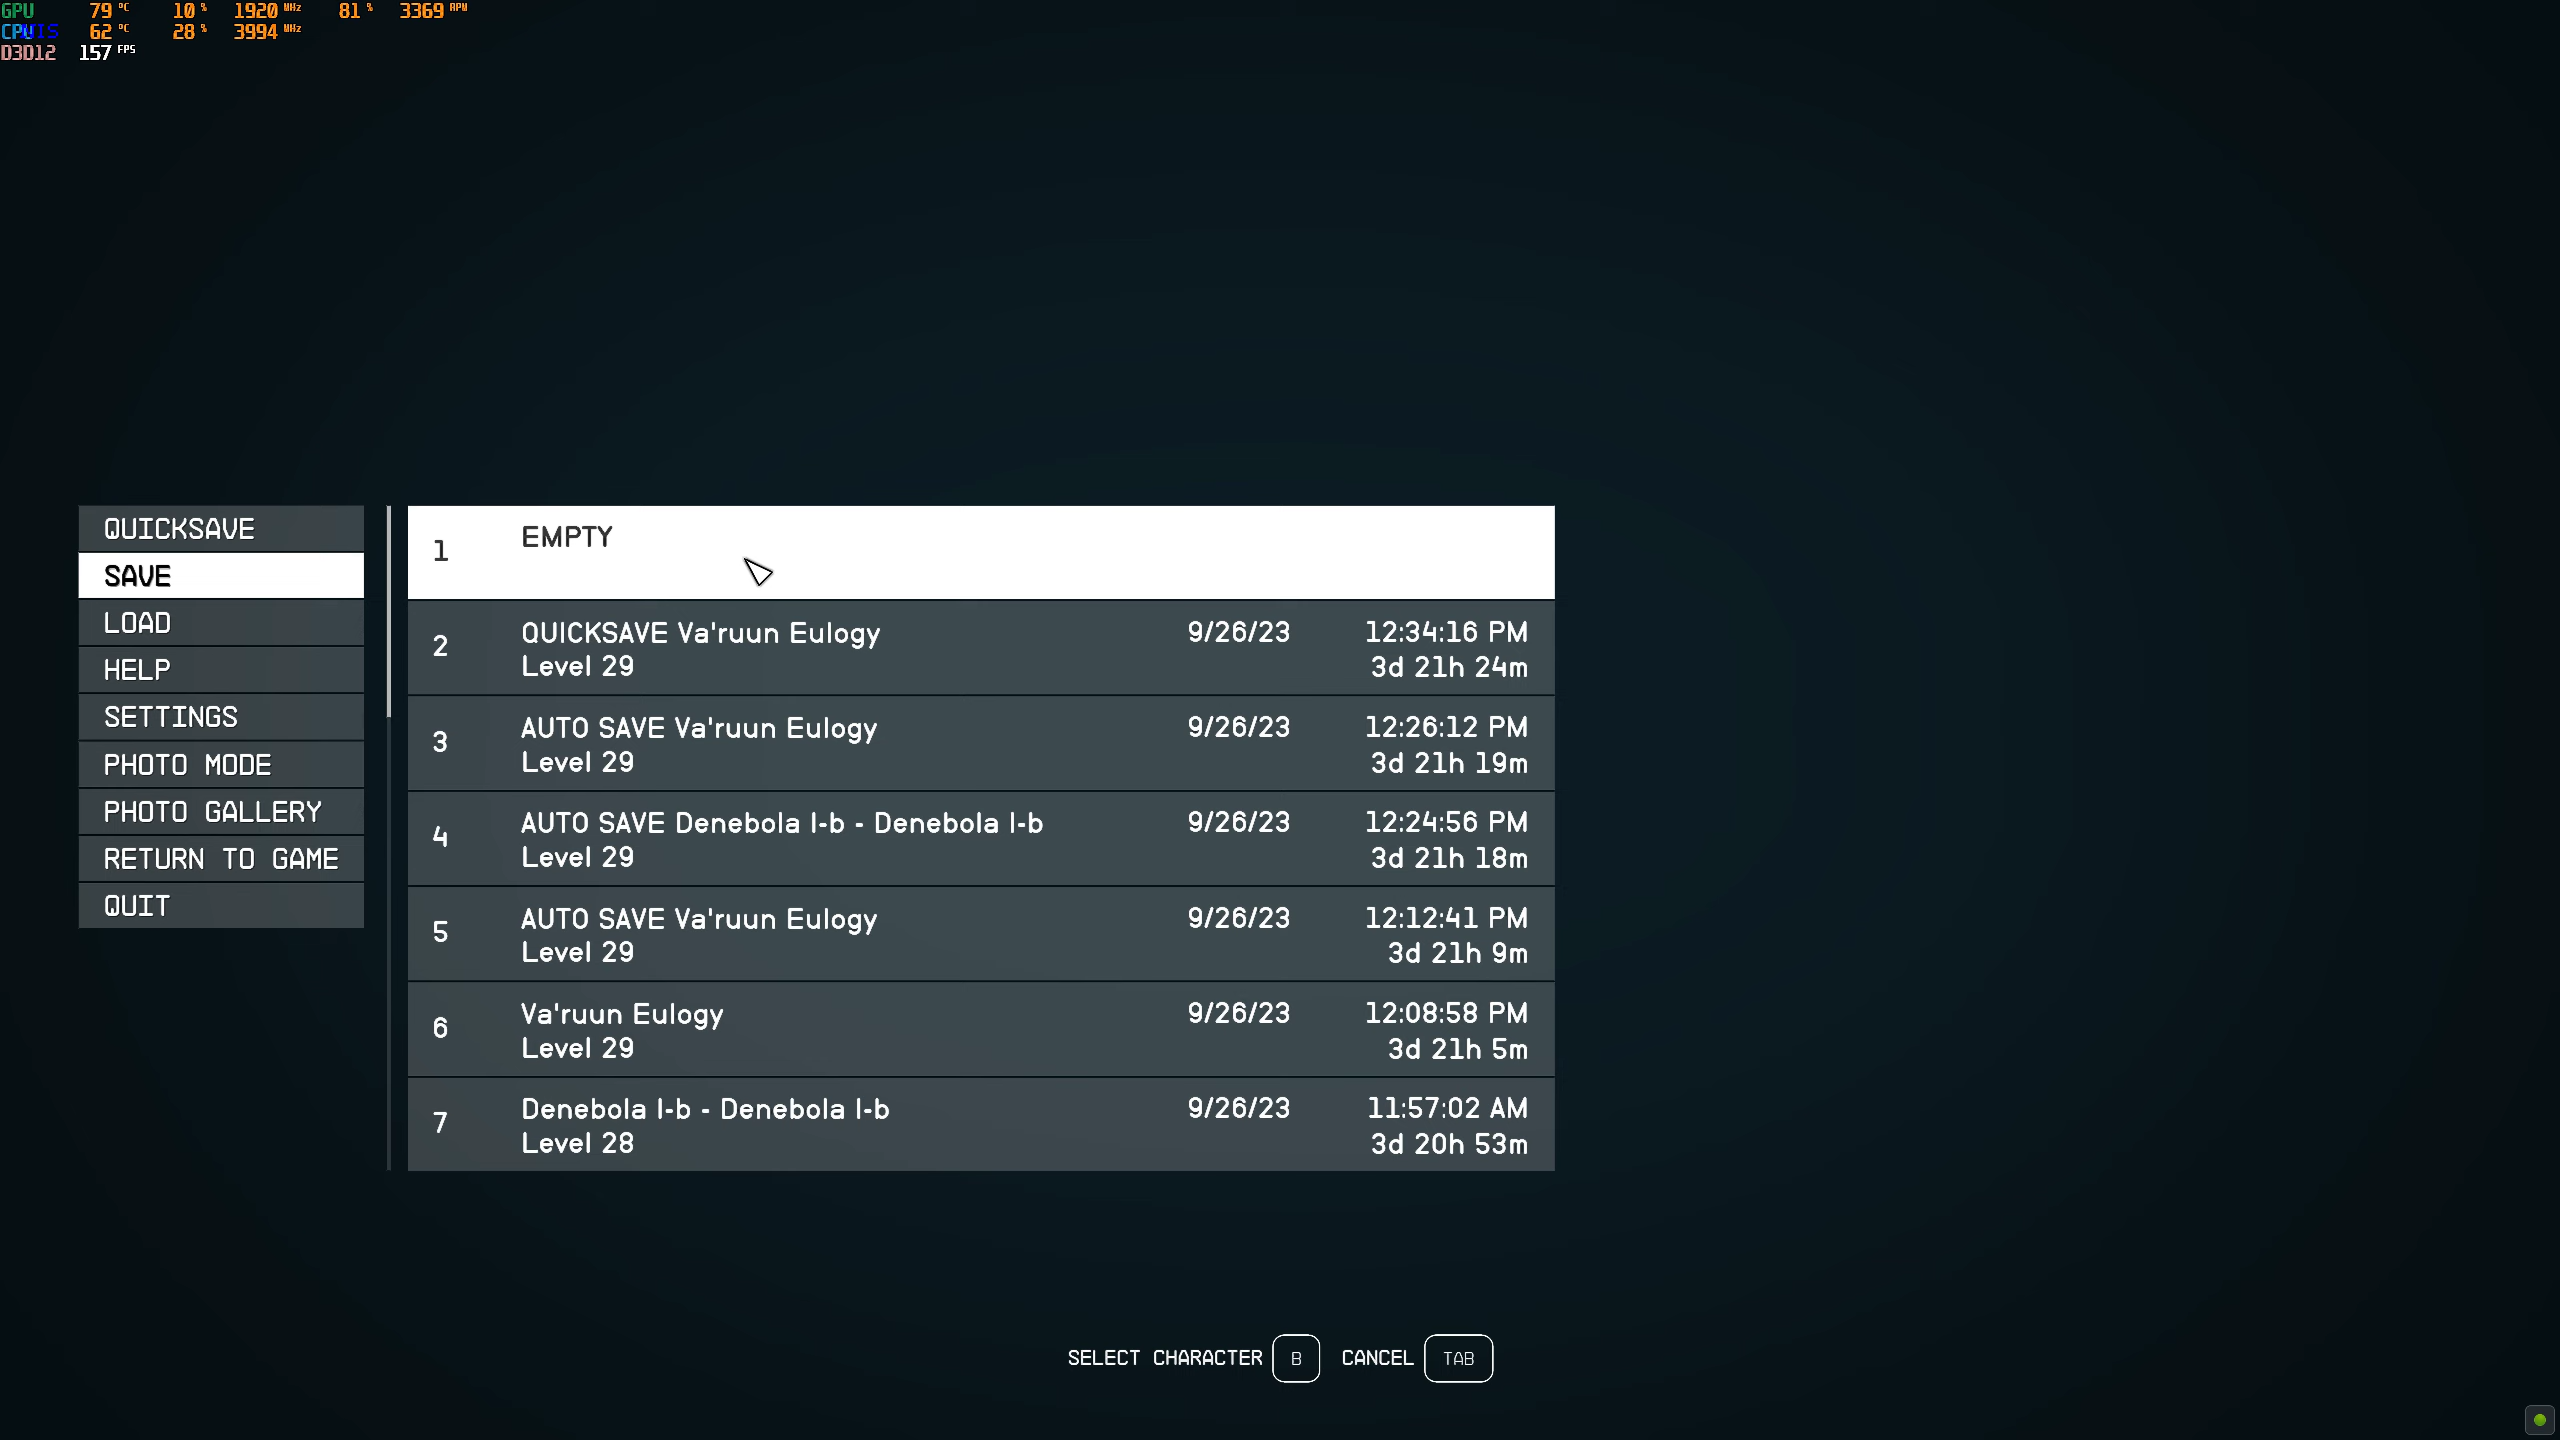 GPU 79 °C 10 % 1920 MHz 81 % 3369 RPM
CPU 62 °C 28 % 3994 MHz
D3D12 157 FPS
QUICKSAVE
SAVE
LOAD
HELP
SETTINGS
PHOTO MODE
PHOTO GALLERY
RETURN TO GAME
QUIT
1 EMPTY
2 QUICKSAVE Va'ruun Eulogy 9/26/23 12:34:16 PM
Level 29 3d 21h 24m
3 AUTO SAVE Va'ruun Eulogy 9/26/23 12:26:12 PM
Level 29 3d 21h 19m
4 AUTO SAVE Denebola I-b - Denebola I-b 9/26/23 12:24:56 PM
Level 29 3d 21h 18m
5 AUTO SAVE Va'ruun Eulogy 9/26/23 12:12:41 PM
Level 29 3d 21h 9m
6 Va'ruun Eulogy 9/26/23 12:08:58 PM
Level 29 3d 21h 5m
7 Denebola I-b - Denebola I-b 9/26/23 11:57:02 AM
Level 28 3d 20h 53m
SELECT CHARACTER B CANCEL TAB